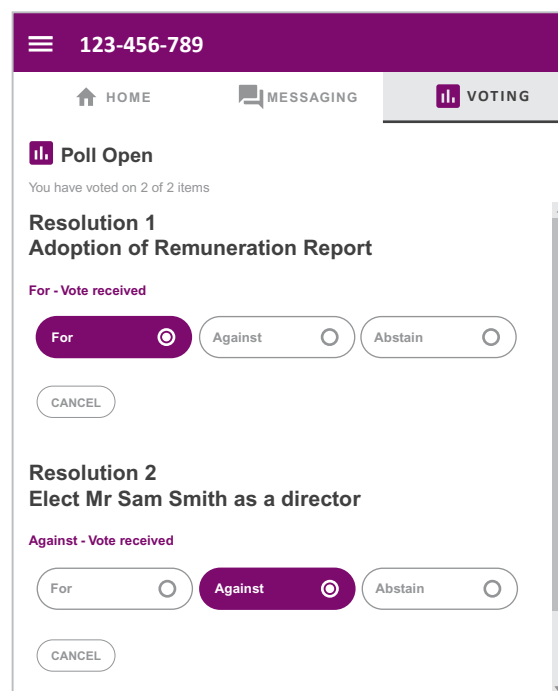 123-456-789
HOME MESSAGING VOTING
Poll Open
You have voted on 2 of 2 items
Resolution 1
Adoption of Remuneration Report
For - Vote received
For Against Abstain
CANCEL
Resolution 2
Elect Mr Sam Smith as a director
Against - Vote received
For Against Abstain
CANCEL